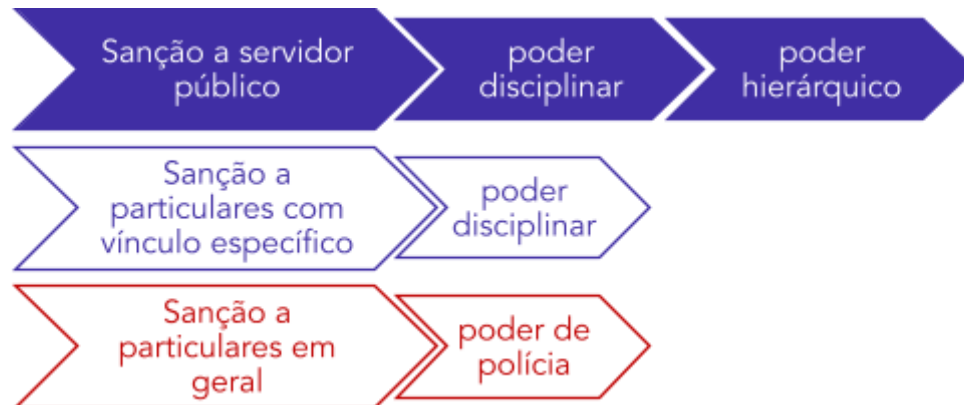 Sanção a servidor
público
poder
disciplinar
poder
hierárquico
Sanção a
particulares com
vínculo específico
poder
disciplinar
Sanção a
particulares em
geral
poder de
polícia